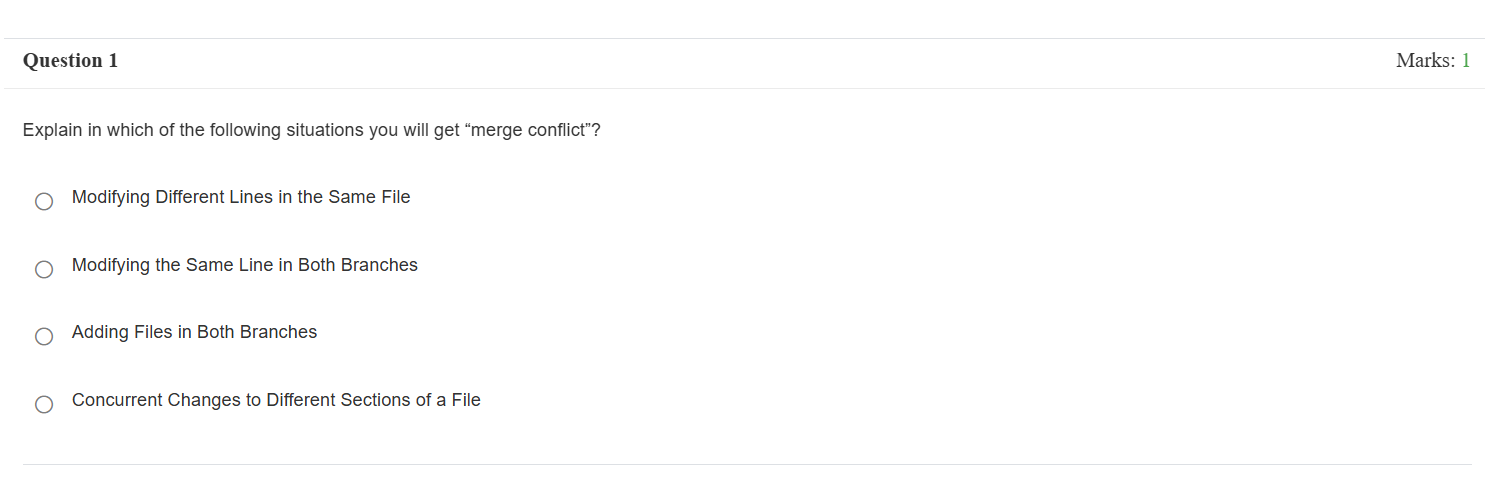 Question 1
Marks: 1
Explain in which of the following situations you will get “merge conflict”?
Modifying Different Lines in the Same File
Modifying the Same Line in Both Branches
Adding Files in Both Branches
Concurrent Changes to Different Sections of a File